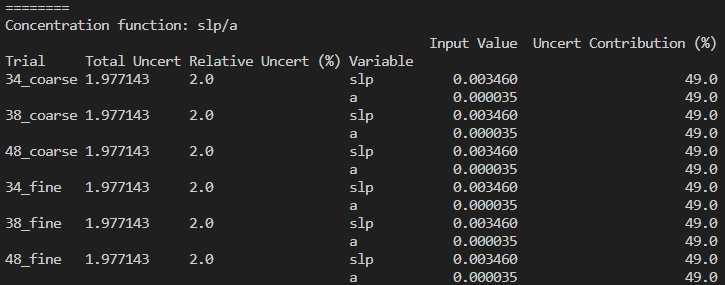 ========
Concentration function: slp/a
Input Value Uncert Contribution (%)
Trial Total Uncert Relative Uncert (%) Variable
34_coarse 1.977143 2.0 slp 0.003460 49.0
a 0.000035 49.0
38_coarse 1.977143 2.0 slp 0.003460 49.0
a 0.000035 49.0
48_coarse 1.977143 2.0 slp 0.003460 49.0
a 0.000035 49.0
34_fine 1.977143 2.0 slp 0.003460 49.0
a 0.000035 49.0
38_fine 1.977143 2.0 slp 0.003460 49.0
a 0.000035 49.0
48_fine 1.977143 2.0 slp 0.003460 49.0
a 0.000035 49.0